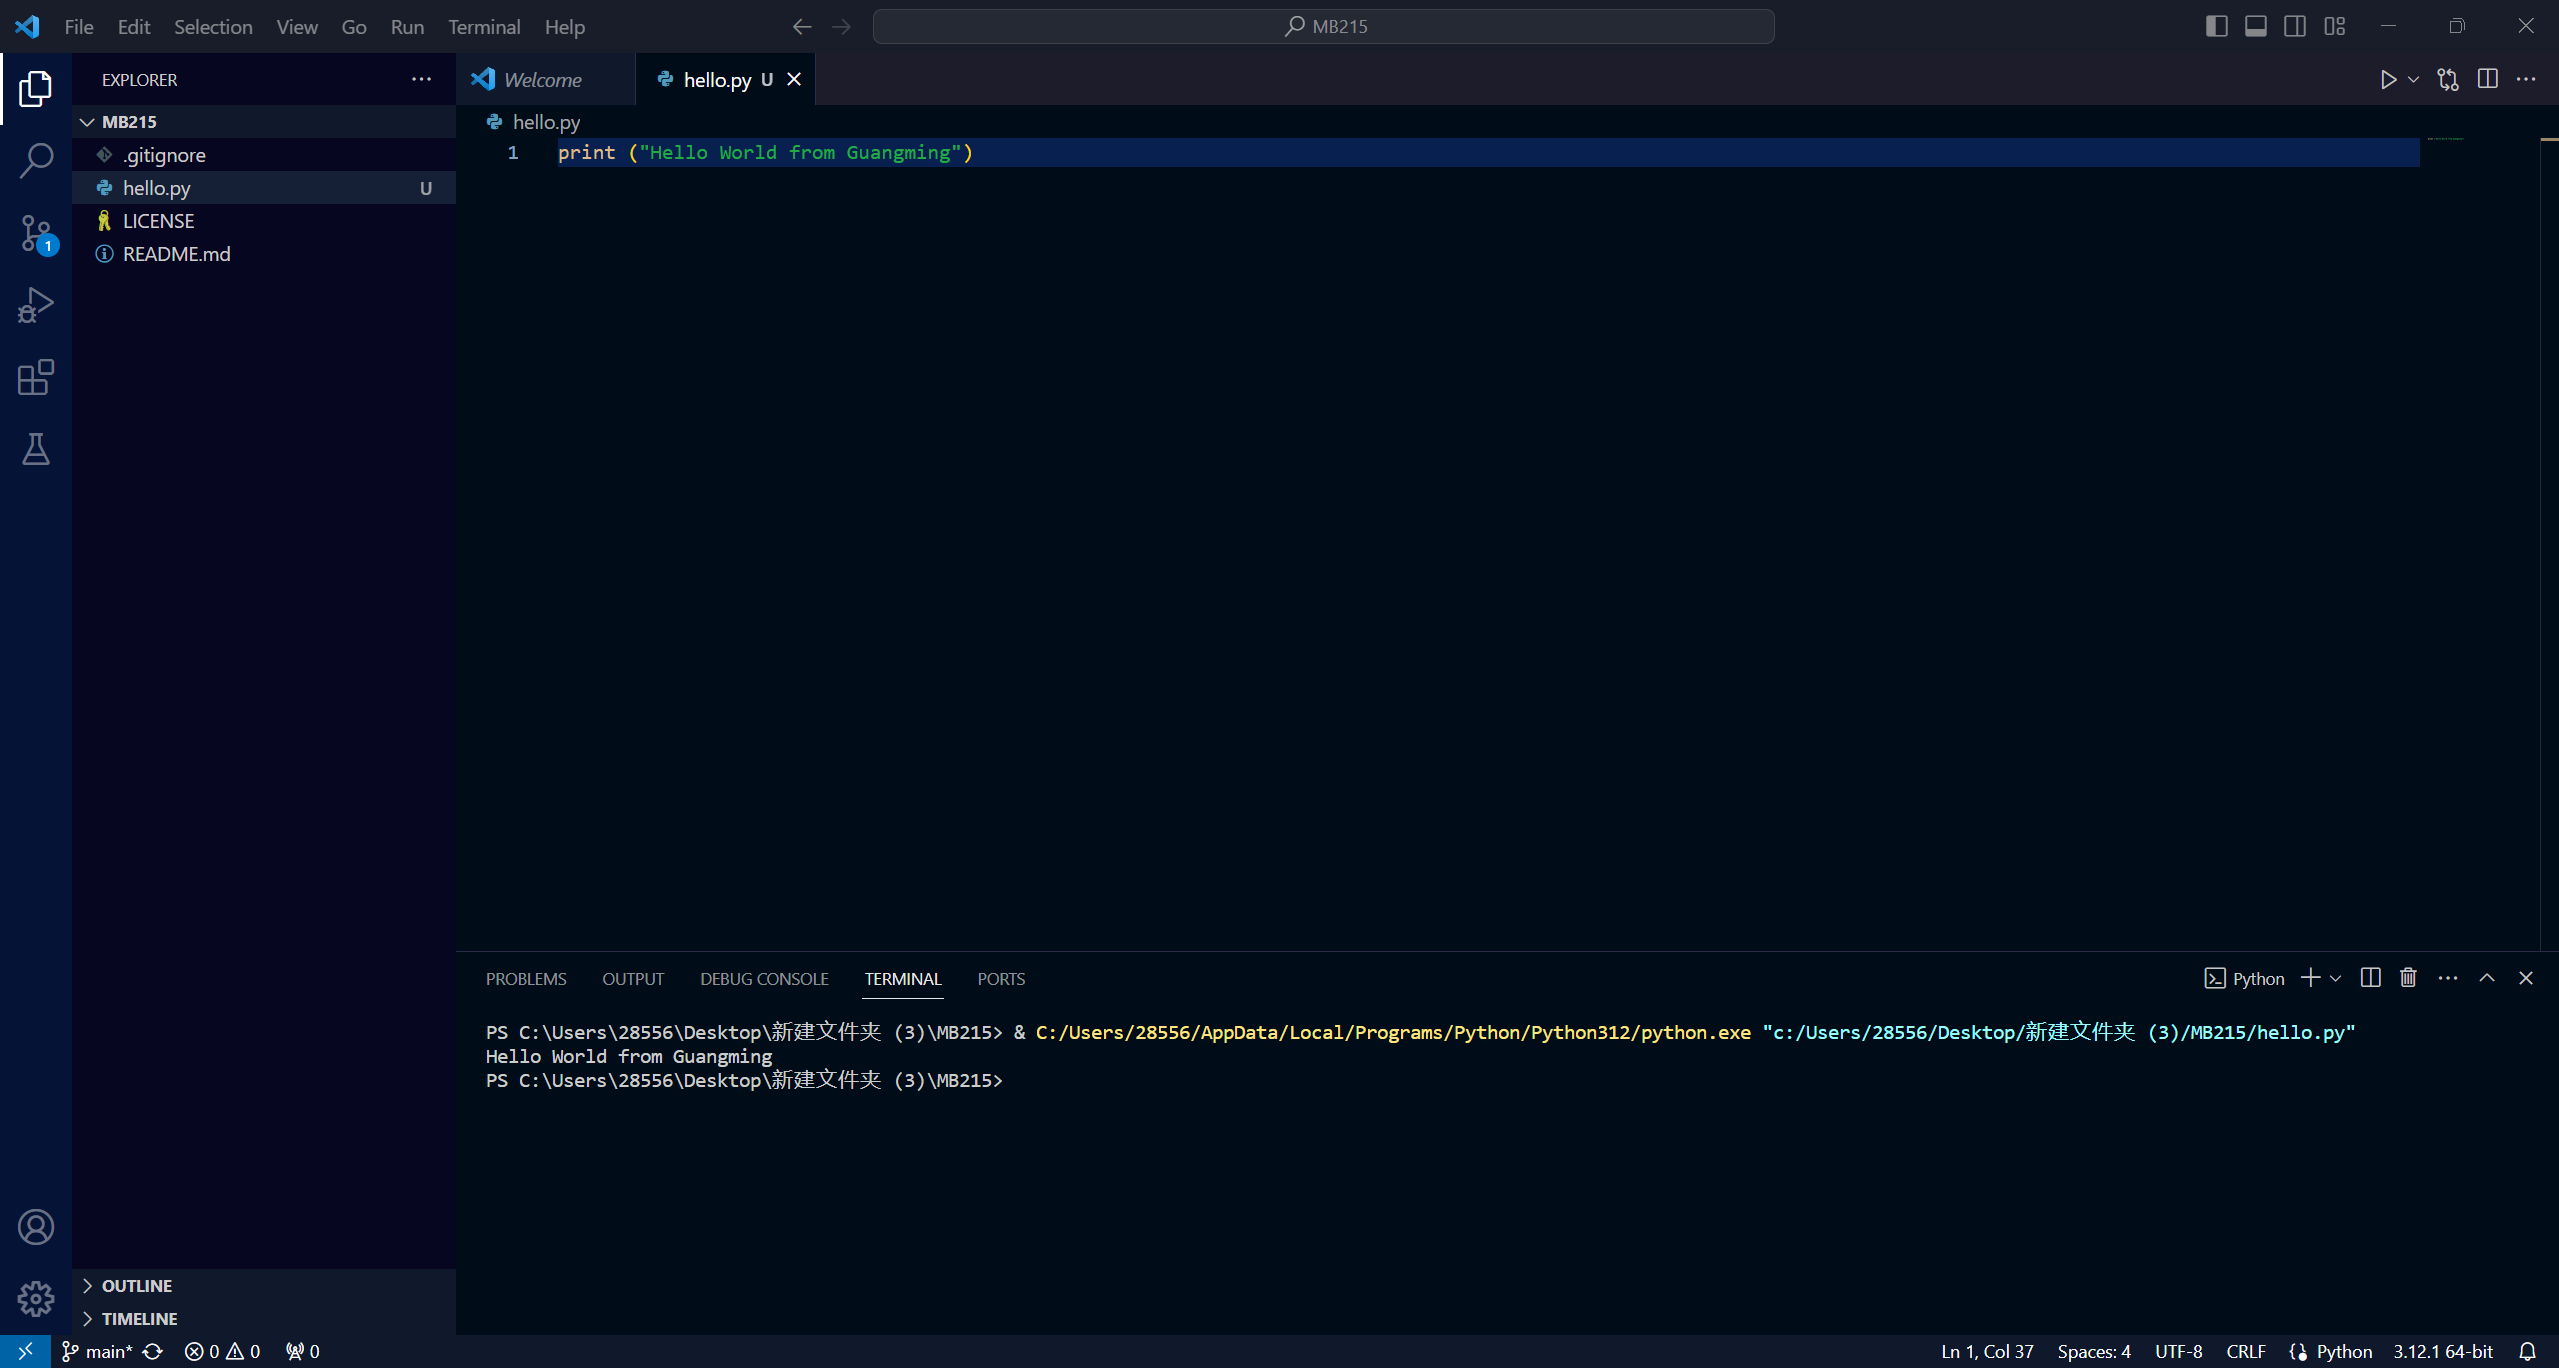 File Edit Selection View Go Run Terminal Help
MB215
EXPLORER
MB215
.gitignore
hello.py U
LICENSE
README.md
1
Welcome
hello.py U
hello.py
1 print ("Hello World from Guangming")
PROBLEMS OUTPUT DEBUG CONSOLE TERMINAL PORTS
Python
PS C:\Users\28556\Desktop\新建文件夹 (3)\MB215> & C:/Users/28556/AppData/Local/Programs/Python/Python312/python.exe "c:/Users/28556/Desktop/新建文件夹 (3)/MB215/hello.py"
Hello World from Guangming
PS C:\Users\28556\Desktop\新建文件夹 (3)\MB215>
OUTLINE
TIMELINE
main* 0 0 0 Ln 1, Col 37 Spaces: 4 UTF-8 CRLF Python 3.12.1 64-bit